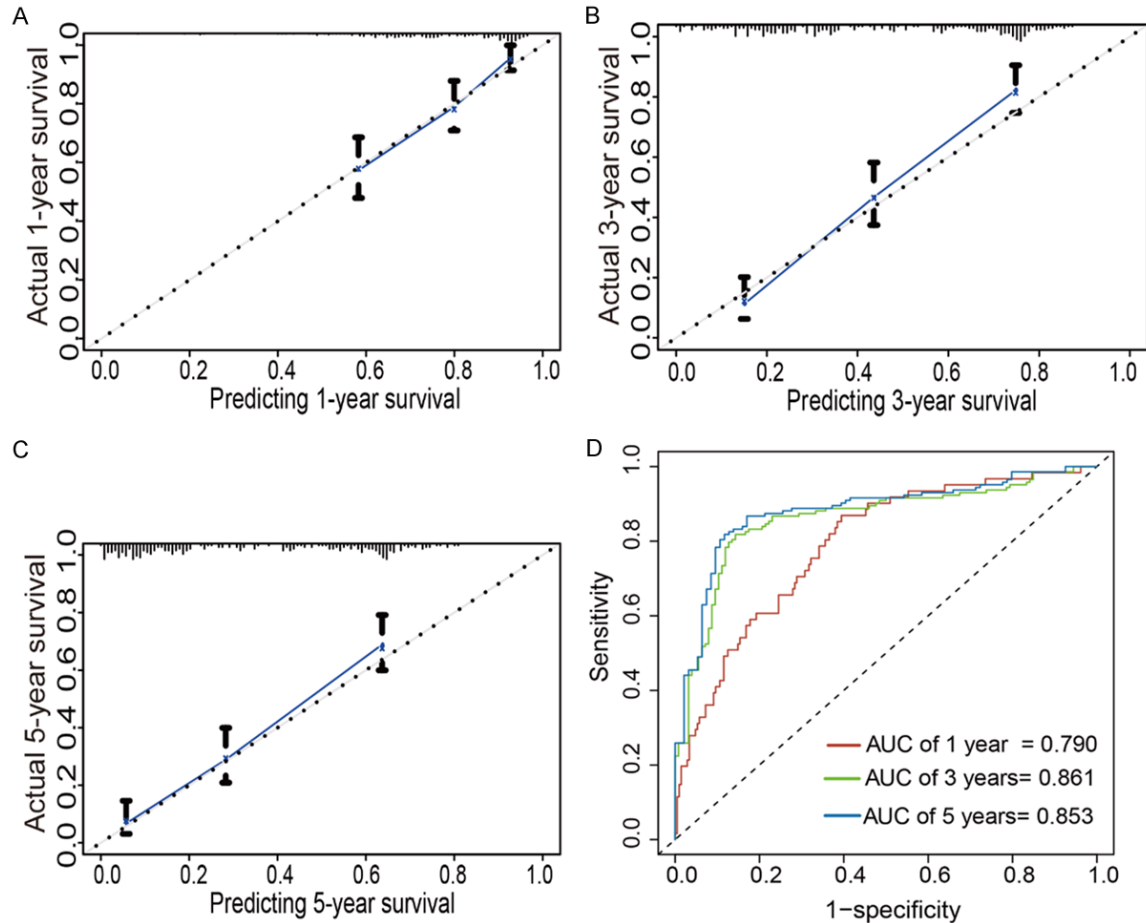 A
Actual 1-year survival
0.0 0.2 0.4 0.6 0.8 1.0
0.0 0.2 0.4 0.6 0.8 1.0
Predicting 1-year survival
B
Actual 3-year survival
0.0 0.2 0.4 0.6 0.8 1.0
0.0 0.2 0.4 0.6 0.8 1.0
Predicting 3-year survival
C
Actual 5-year survival
0.0 0.2 0.4 0.6 0.8 1.0
0.0 0.2 0.4 0.6 0.8 1.0
Predicting 5-year survival
D
Sensitivity
0.0 0.2 0.4 0.6 0.8 1.0
AUC of 1 year = 0.790
AUC of 3 years= 0.861
AUC of 5 years= 0.853
0.0 0.2 0.4 0.6 0.8 1.0
1−specificity